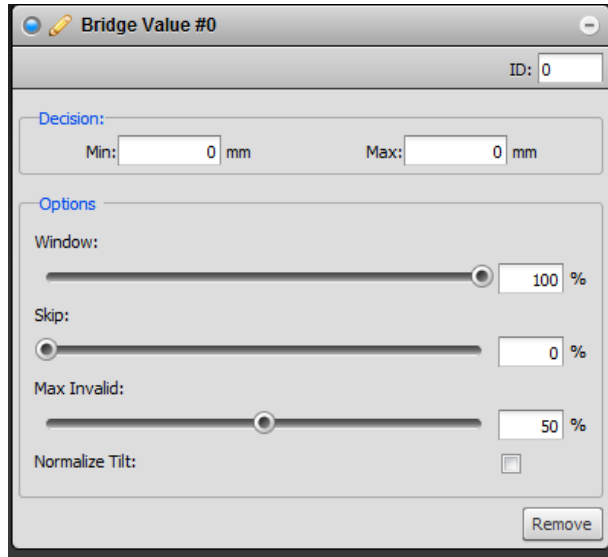 Bridge Value #0
ID: 0
Decision:
Min: 0 mm Max: 0 mm
Options
Window:
100 %
Skip:
0 %
Max Invalid:
50 %
Normalize Tilt:
Remove